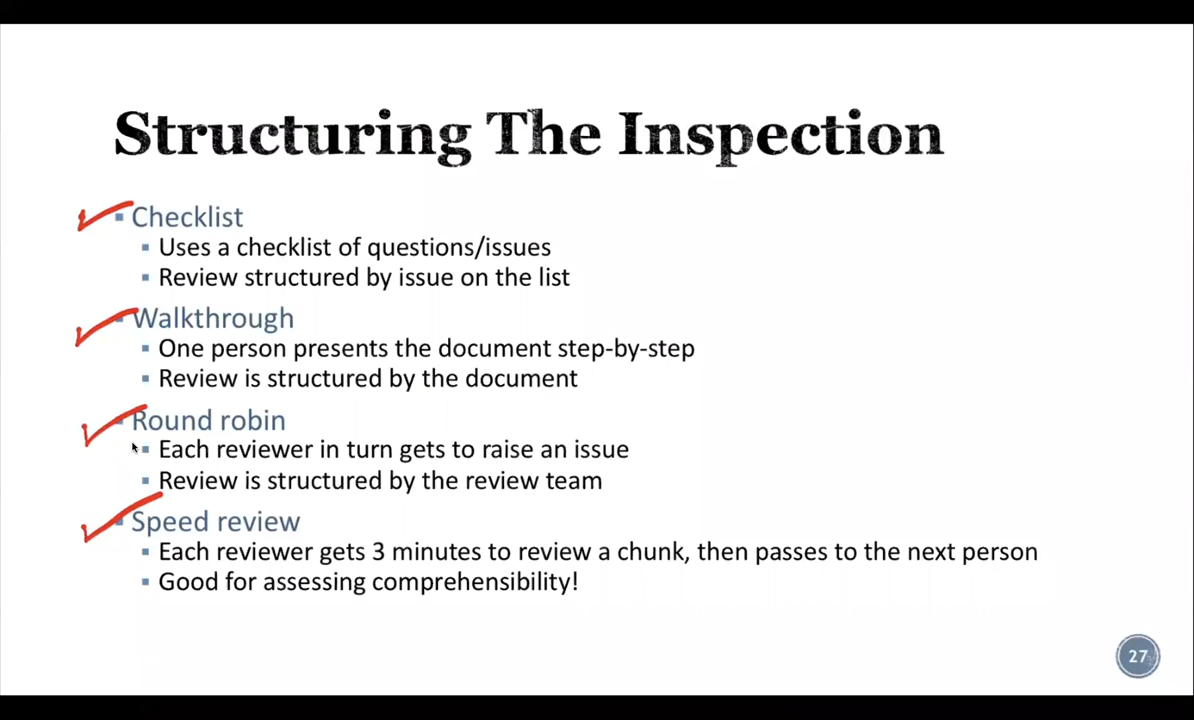 Structuring The Inspection
Checklist
Uses a checklist of questions/issues
Review structured by issue on the list
Walkthrough
One person presents the document step-by-step
Review is structured by the document
Round robin
Each reviewer in turn gets to raise an issue
Review is structured by the review team
Speed review
Each reviewer gets 3 minutes to review a chunk, then passes to the next person
Good for assessing comprehensibility!
27